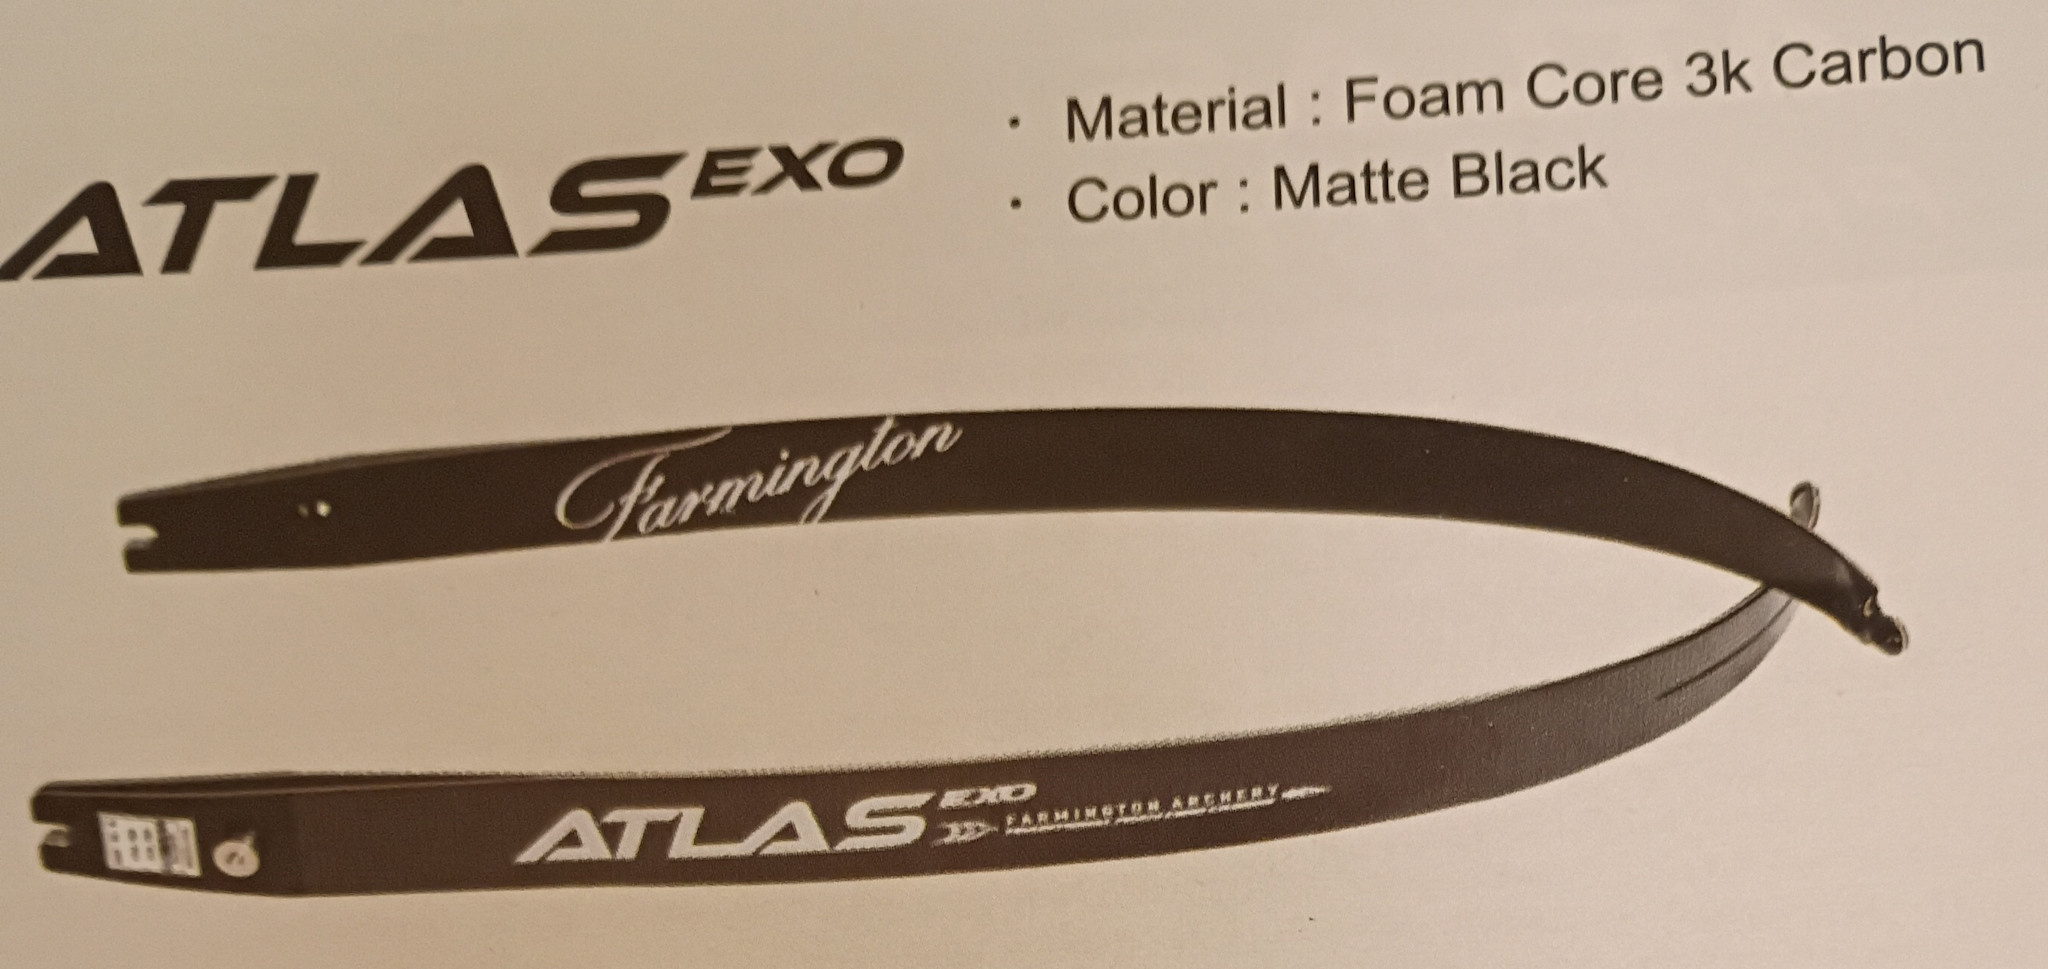 ATLAS EXO
· Material : Foam Core 3k Carbon
· Color : Matte Black
Farmington
ATLAS EXO
FARMINGTON ARCHERY